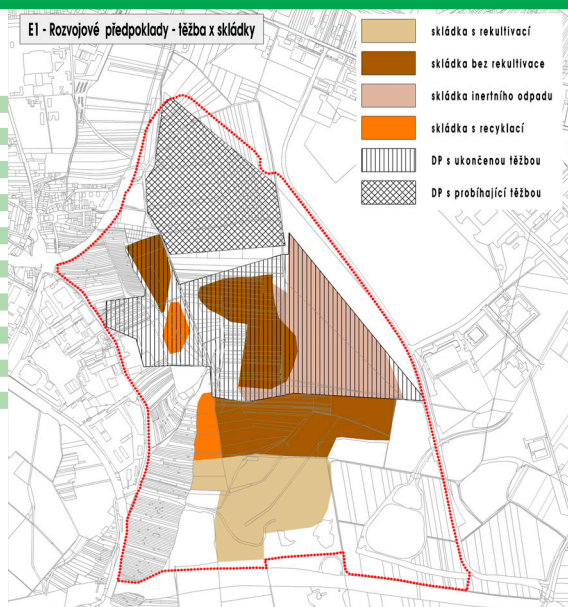 E1 - Rozvojové předpoklady - těžba x skládky
skládka s rekultivací
skládka bez rekultivace
skládka inertního odpadu
skládka s recyklací
DP s ukončenou těžbou
DP s probíhající těžbou